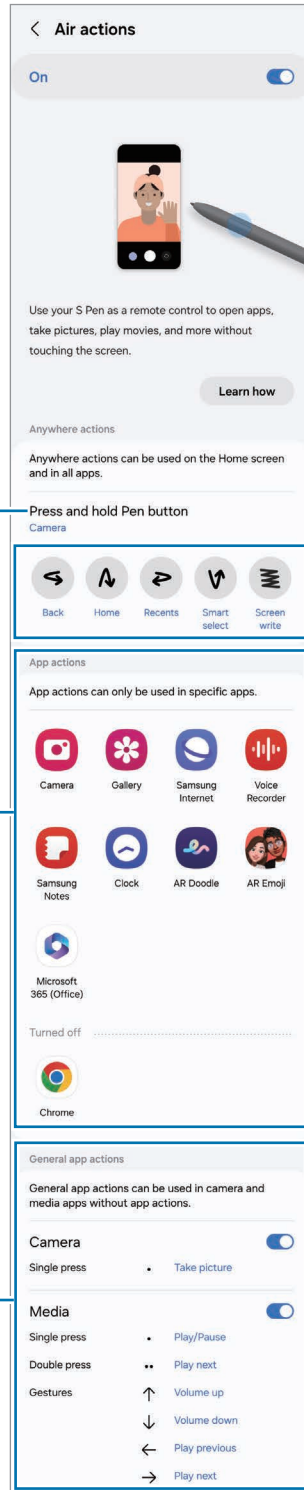 Air actions
On
Use your S Pen as a remote control to open apps,
take pictures, play movies, and more without
touching the screen.
Learn how
Anywhere actions
Anywhere actions can be used on the Home screen
and in all apps.
Press and hold Pen button
Camera
Back Home Recents Smart Screen
select write
App actions
App actions can only be used in specific apps.
Camera Gallery Samsung Voice
Internet Recorder
Samsung Clock AR Doodle AR Emoji
Notes
Microsoft
365 (Office)
Turned off
Chrome
General app actions
General app actions can be used in camera and
media apps without app actions.
Camera
Single press Take picture
Media
Single press Play/Pause
Double press Play next
Gestures ↑ Volume up
↓ Volume down
← Play previous
→ Play next